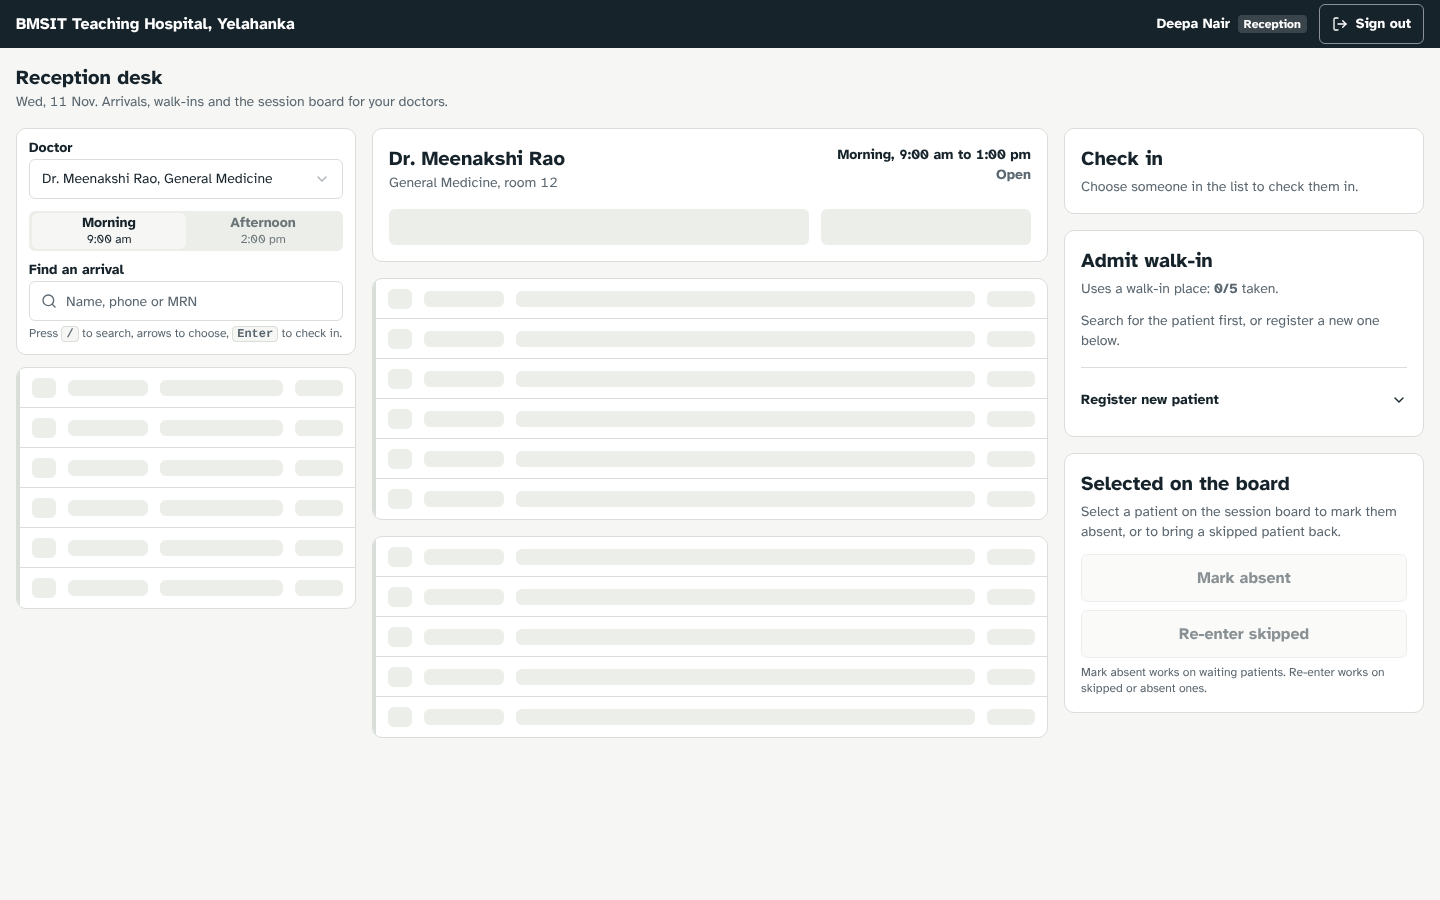 BMSIT Teaching Hospital, Yelahanka
Deepa Nair Reception Sign out
Reception desk
Wed, 11 Nov. Arrivals, walk-ins and the session board for your doctors.
Doctor
Dr. Meenakshi Rao, General Medicine
Morning
9:00 am
Afternoon
2:00 pm
Find an arrival
Name, phone or MRN
Press / to search, arrows to choose, Enter to check in.
Dr. Meenakshi Rao
General Medicine, room 12
Morning, 9:00 am to 1:00 pm
Open
Check in
Choose someone in the list to check them in.
Admit walk-in
Uses a walk-in place: 0/5 taken.
Search for the patient first, or register a new one
below.
Register new patient
Selected on the board
Select a patient on the session board to mark them
absent, or to bring a skipped patient back.
Mark absent
Re-enter skipped
Mark absent works on waiting patients. Re-enter works on
skipped or absent ones.